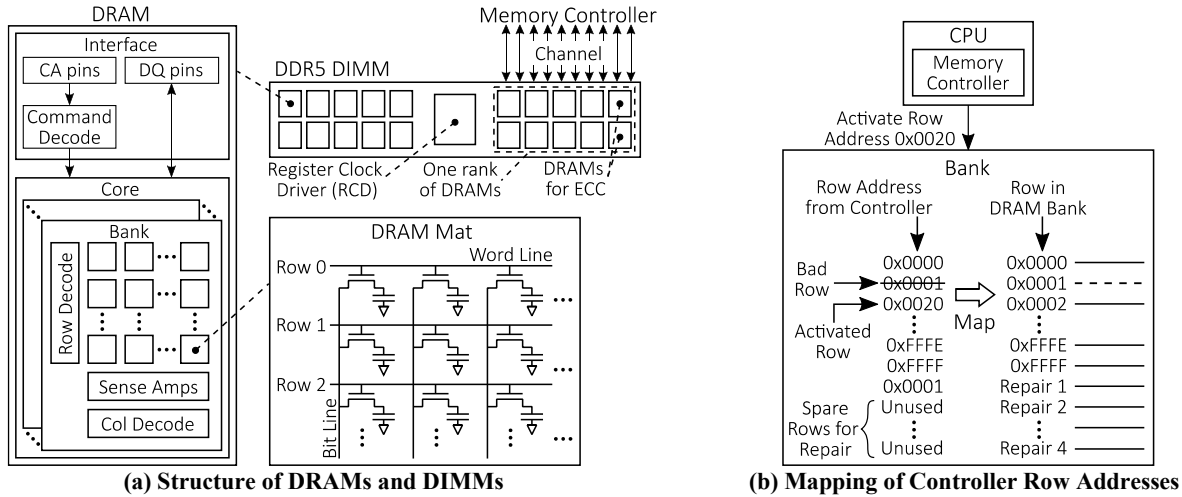 DRAM
Interface
CA pins
DQ pins
Command
Decode
Core
Bank
Row Decode
Sense Amps
Col Decode
Memory Controller
Channel
DDR5 DIMM
Register Clock
Driver (RCD)
One rank
of DRAMs
DRAMs
for ECC
DRAM Mat
Word Line
Row 0
Row 1
Row 2
Bit Line
(a) Structure of DRAMs and DIMMs
CPU
Memory
Controller
Activate Row
Address 0x0020
Bank
Row Address
from Controller
Row in
DRAM Bank
0x0000
0x0000
Bad
Row
0x0001
0x0001
0x0020
0x0002
Map
Activated
Row
0xFFFE
0xFFFE
0xFFFF
0xFFFF
0x0001
Repair 1
Spare
Rows for
Repair
Unused
Repair 2
Unused
Repair 4
(b) Mapping of Controller Row Addresses